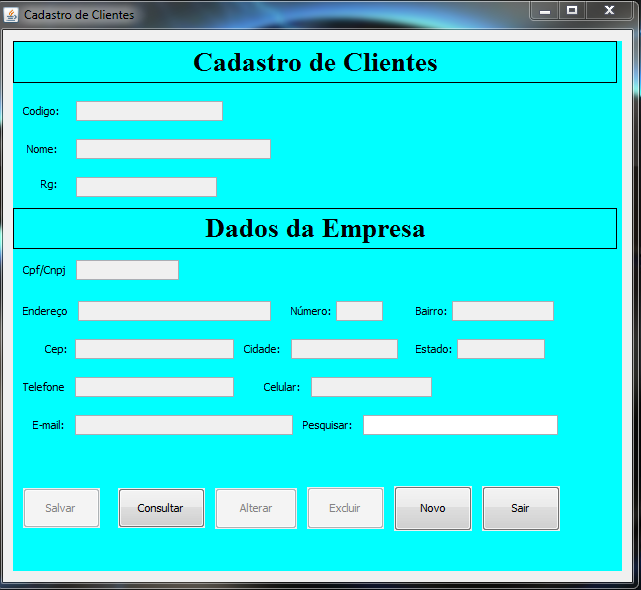 Cadastro de Clientes
Cadastro de Clientes
Codigo:
Nome:
Rg:
Dados da Empresa
Cpf/Cnpj
Endereço Número: Bairro:
Cep: Cidade: Estado:
Telefone Celular:
E-mail: Pesquisar:
Salvar Consultar Alterar Excluir Novo Sair